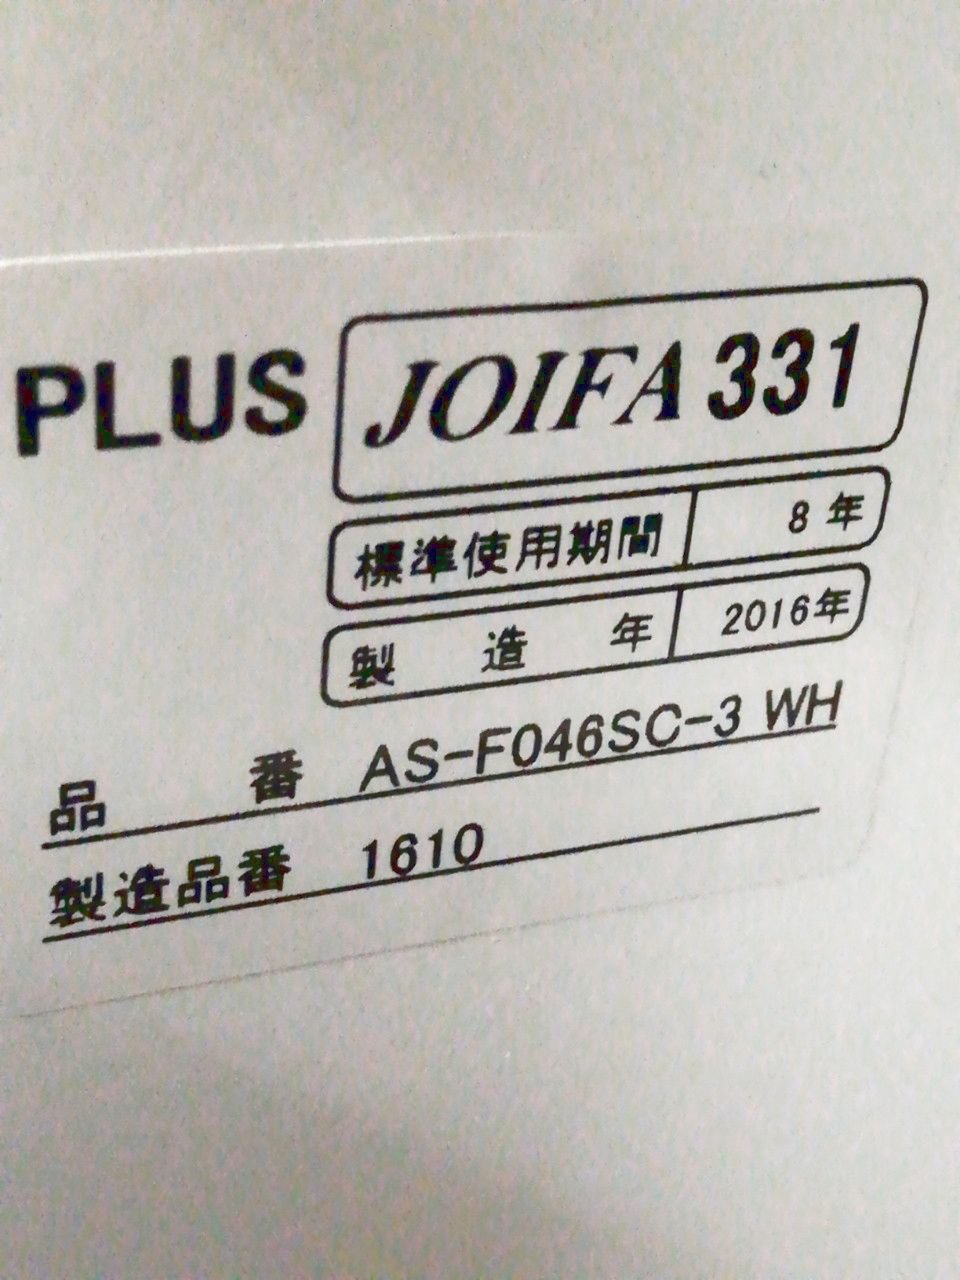 PLUS JOIFA 331
標準使用期間 8年
製造年 2016年
品番 AS-F046SC-3 WH
製造品番 1610